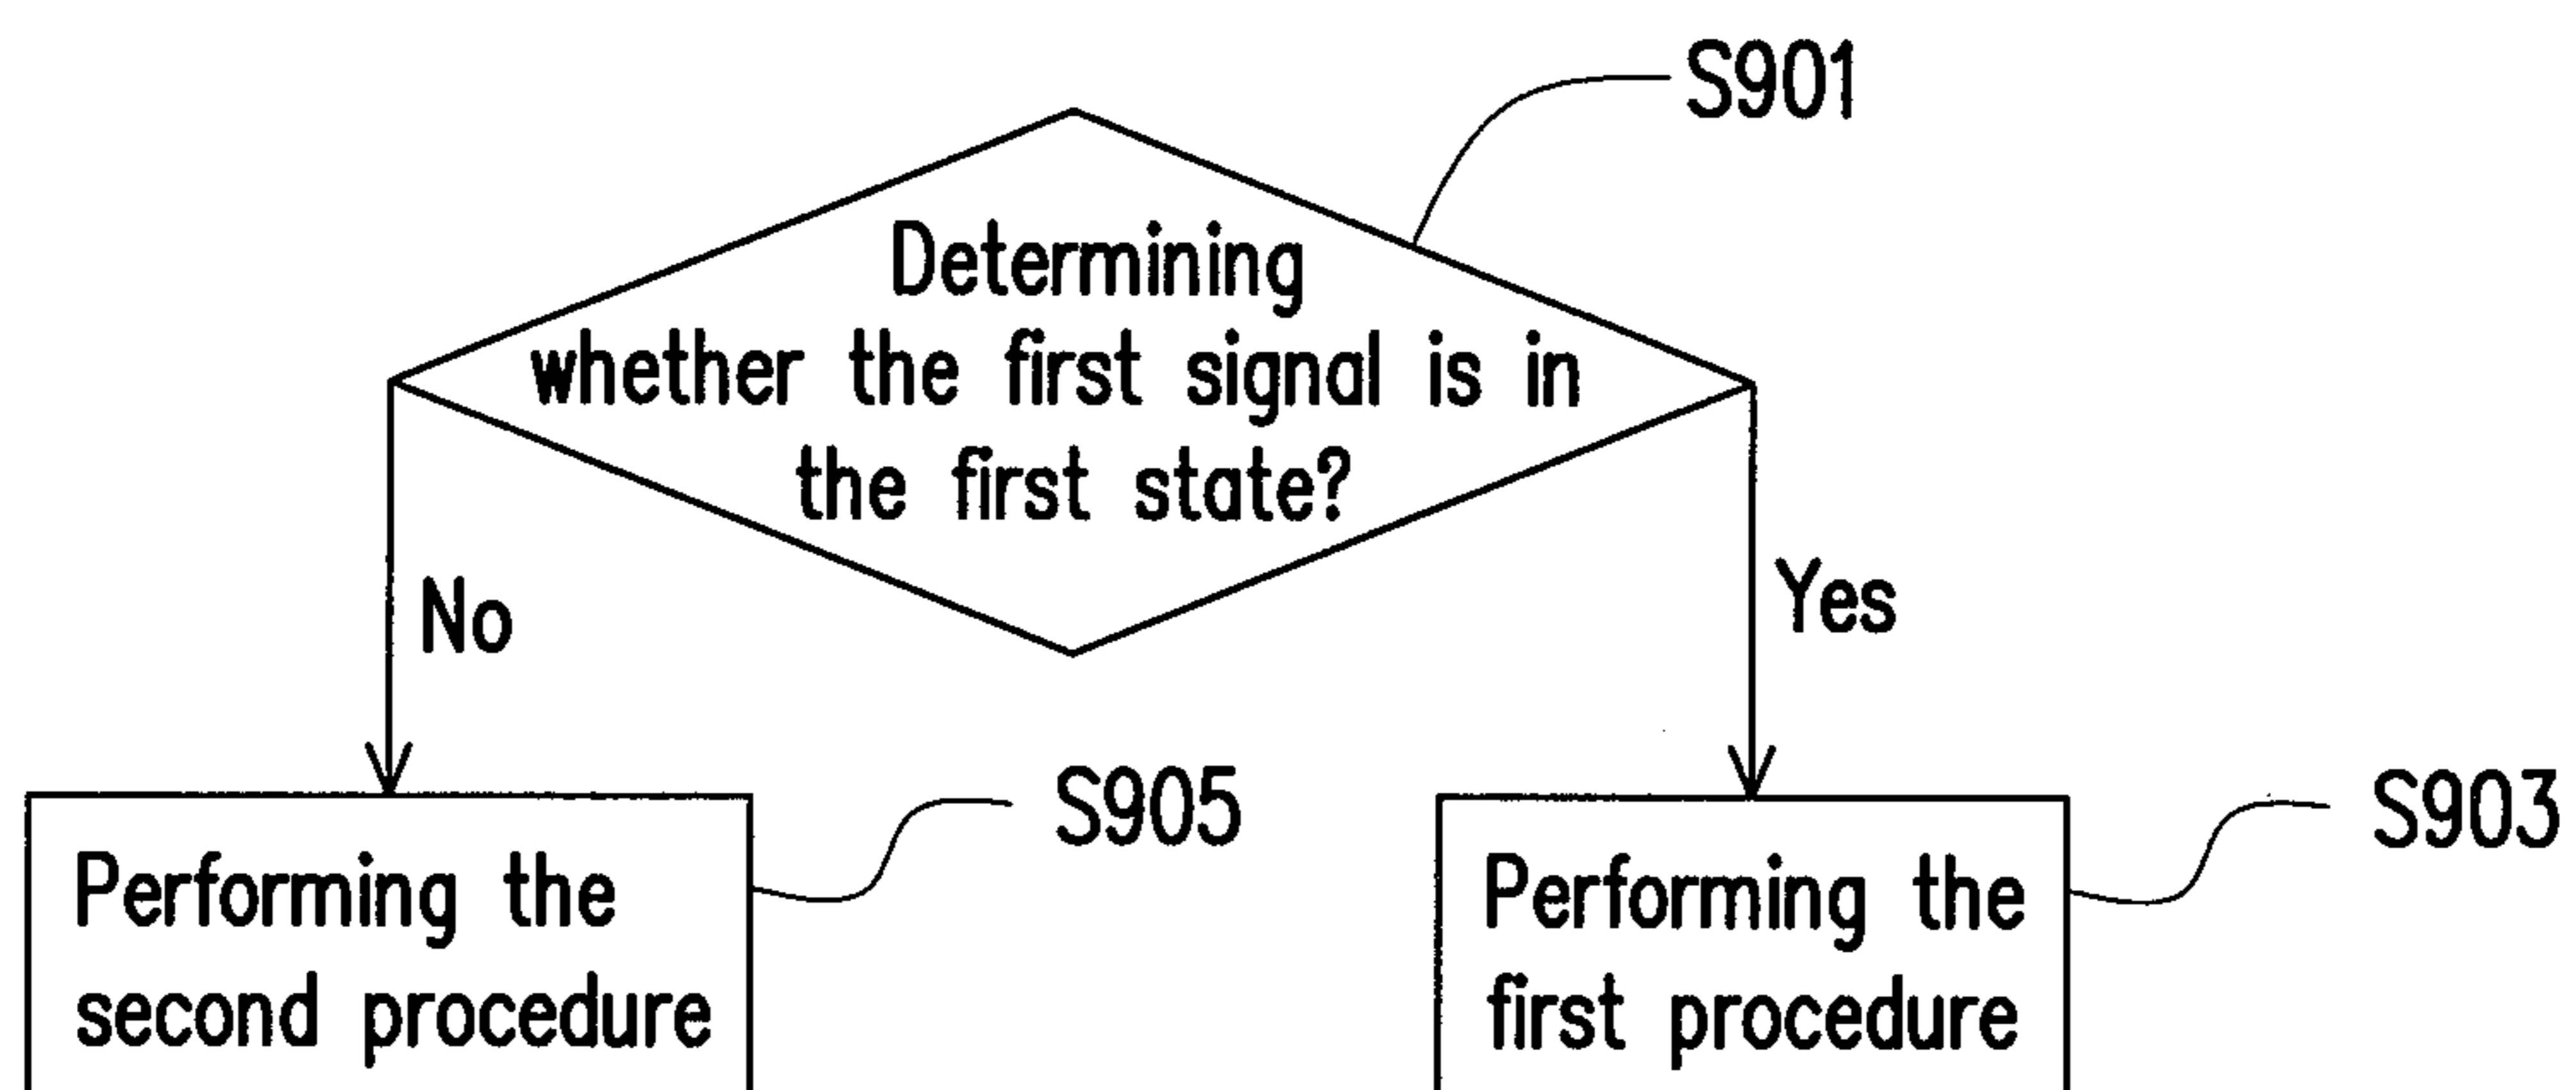 S901
Determining
whether the first signal is in
the first state?
No
Yes
S905
Performing the
second procedure
S903
Performing the
first procedure